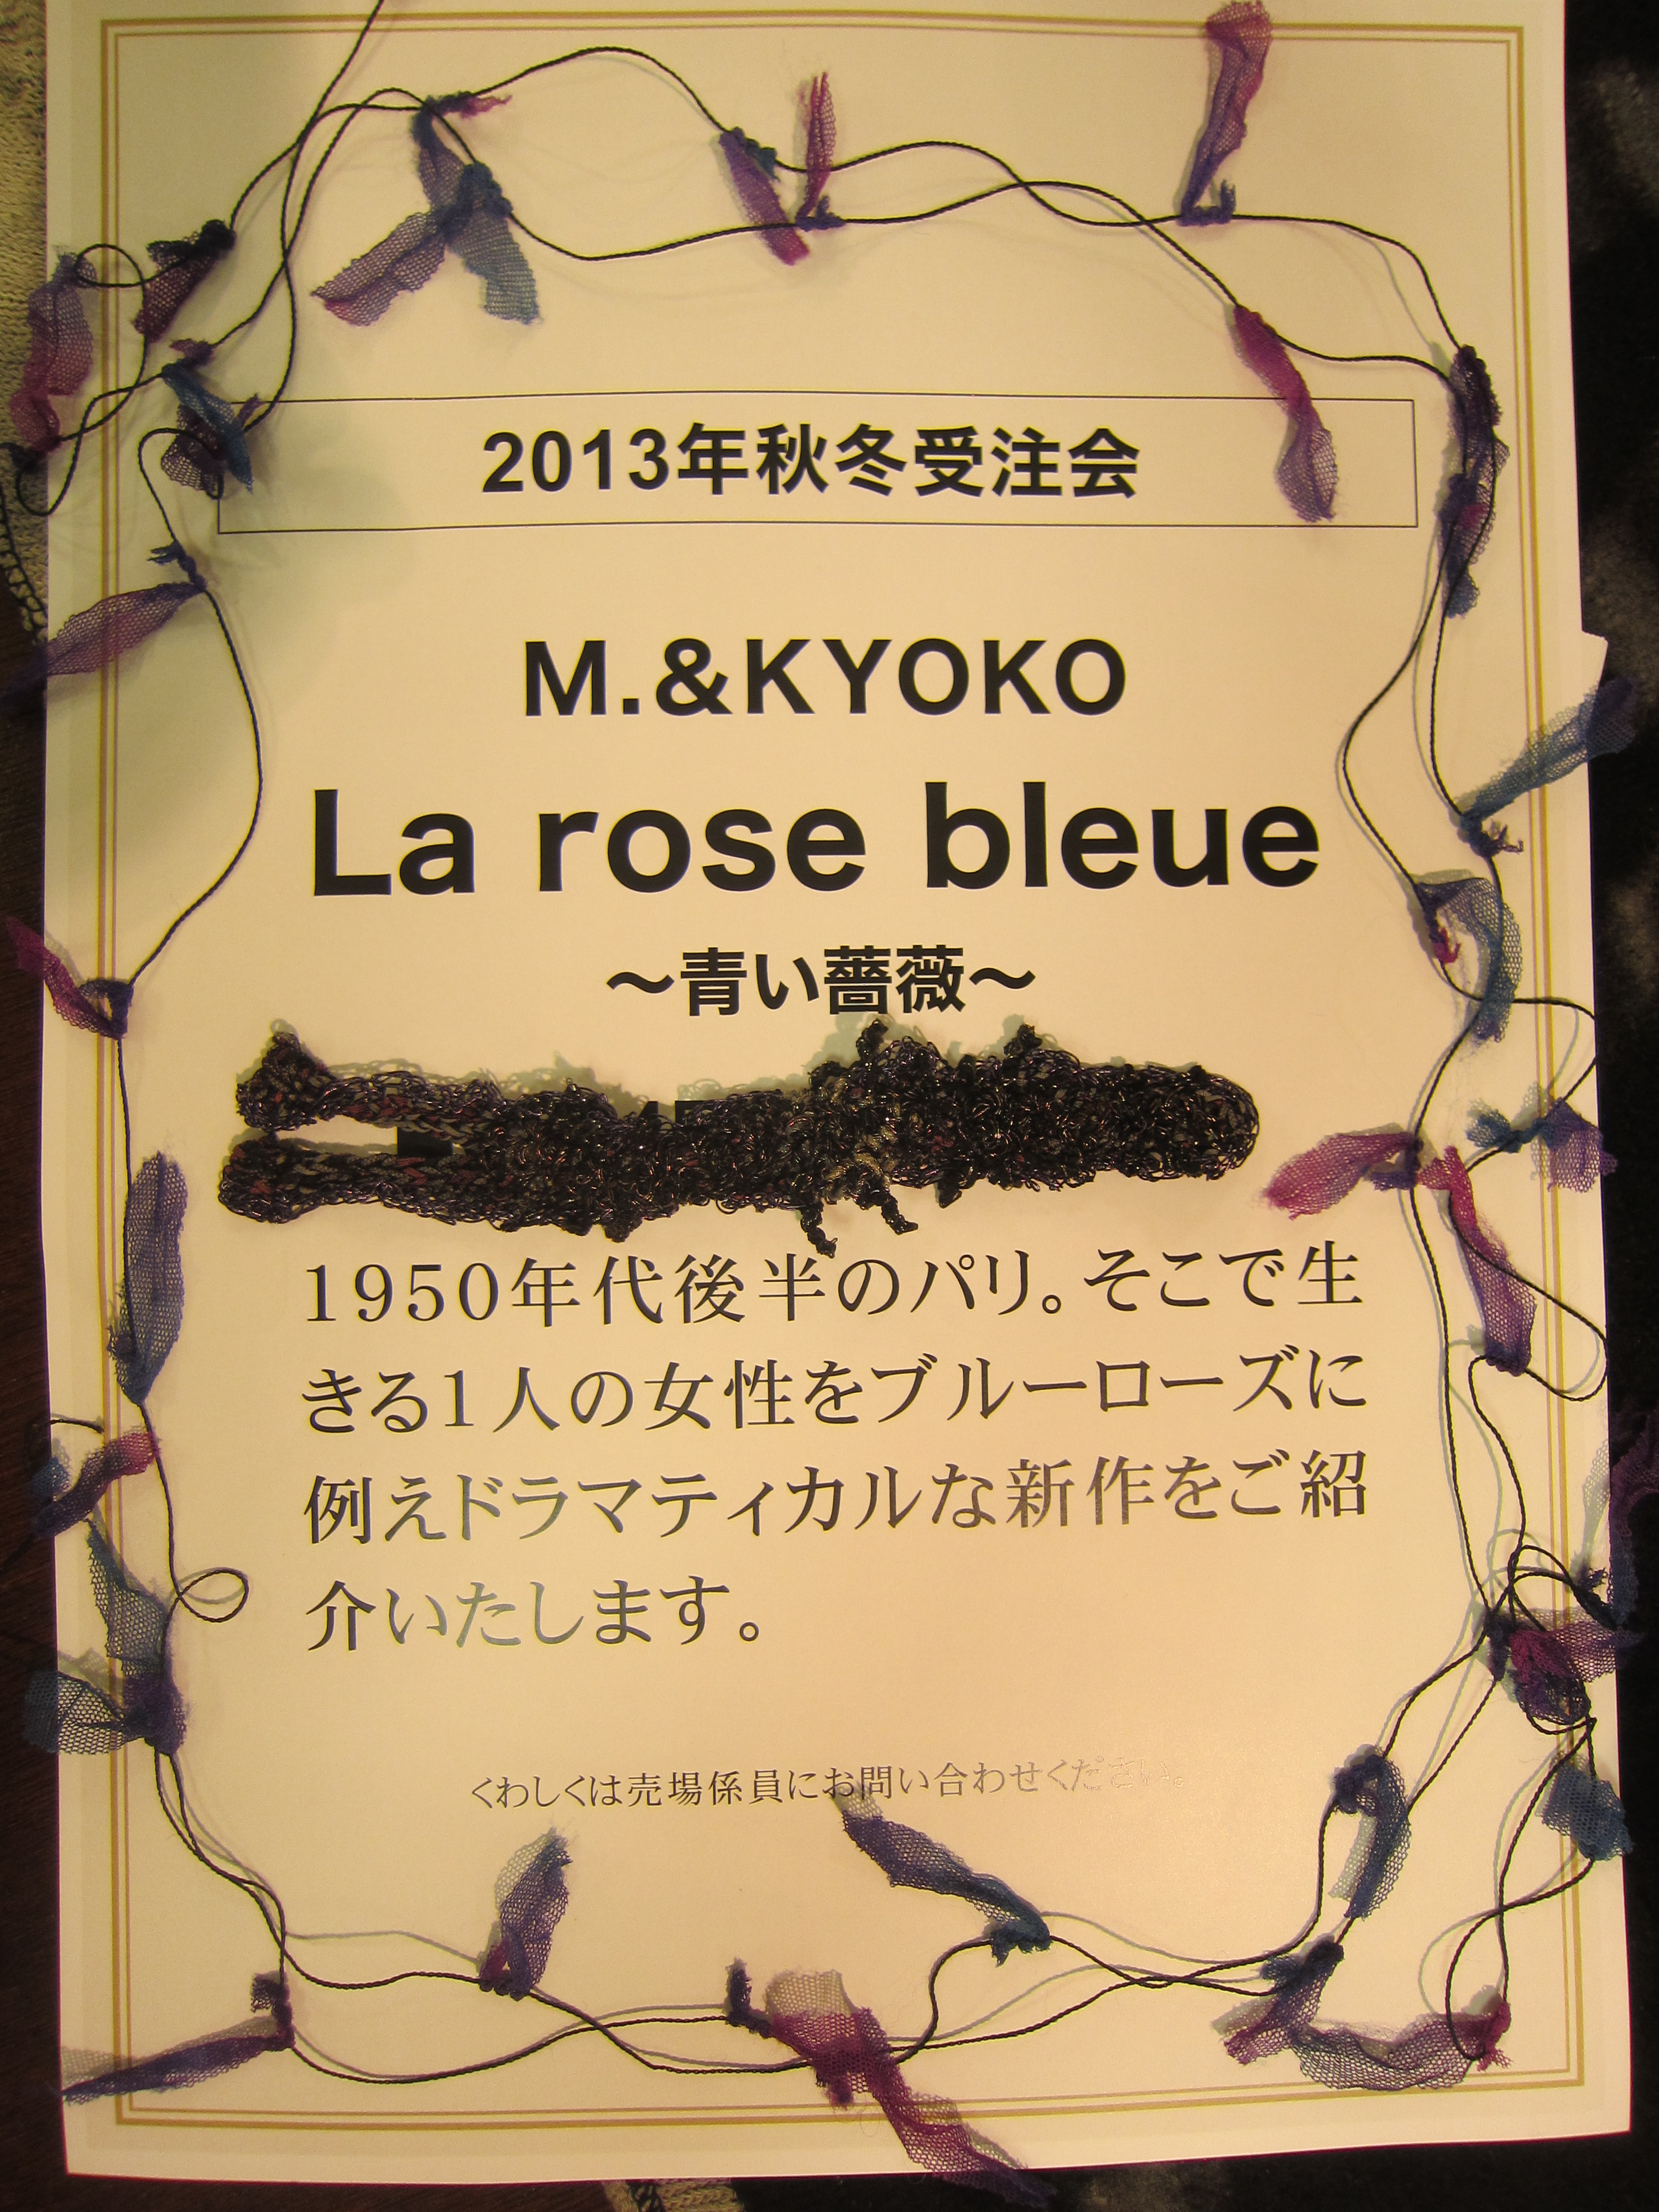 2013年秋冬受注会
M.&KYOKO
La rose bleue
～青い薔薇～
1950年代後半のパリ。そこで生
きる1人の女性をブルーローズに
例えドラマティカルな新作をご紹
介いたします。
くわしくは売場係員にお問い合わせください。